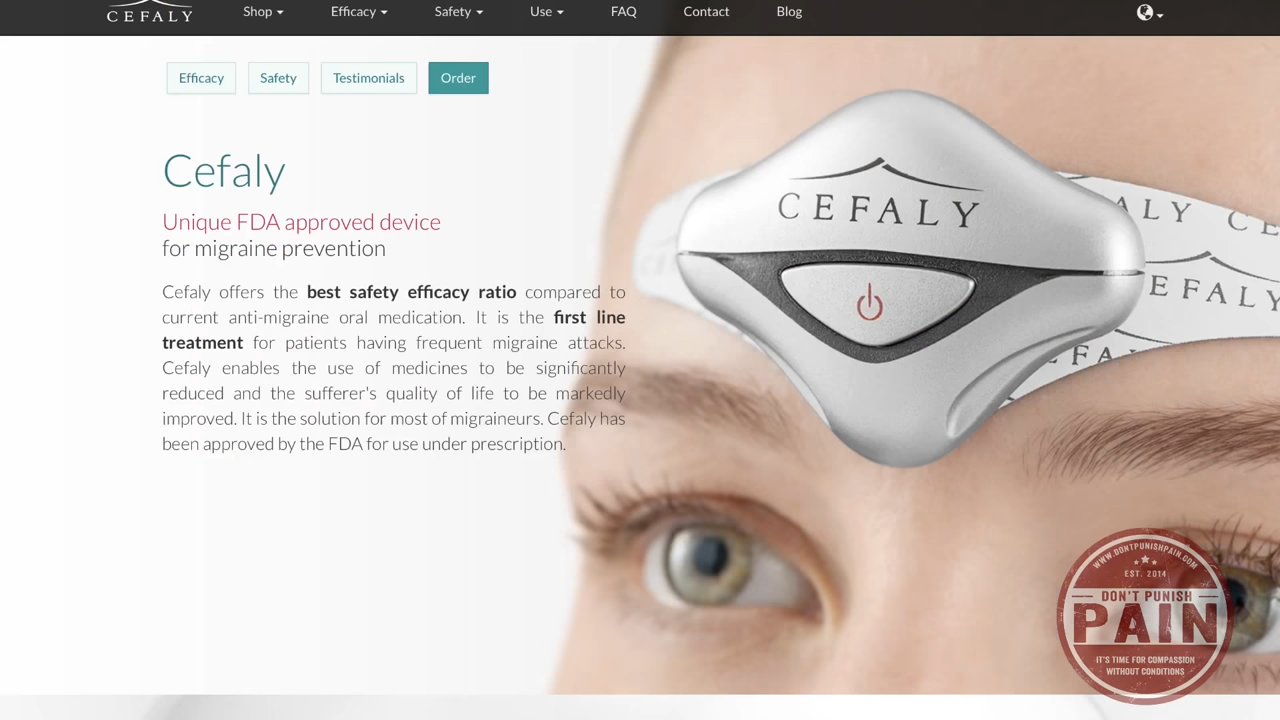 CEFALY
Shop
Efficacy
Safety
Use
FAQ
Contact
Blog
Efficacy
Safety
Testimonials
Order
Cefaly
Unique FDA approved device
for migraine prevention
Cefaly offers the best safety efficacy ratio compared to
current anti-migraine oral medication. It is the first line
treatment for patients having frequent migraine attacks.
Cefaly enables the use of medicines to be significantly
reduced and the sufferer's quality of life to be markedly
improved. It is the solution for most of migraineurs. Cefaly has
been approved by the FDA for use under prescription.
CEFALY
ALY CE
EFALY
EFA
WWW.DONTPUNISHPAIN.COM
EST. 2014
DON'T PUNISH
PAIN
IT'S TIME FOR COMPASSION
WITHOUT CONDITIONS